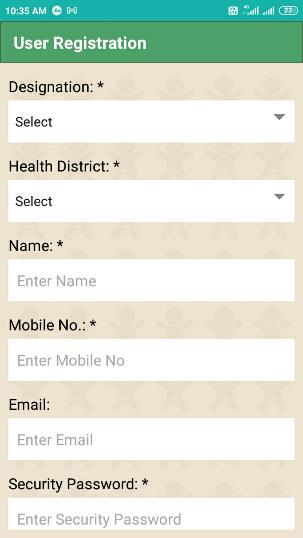 10:35 AM
77
User Registration
Designation: *
Select
Health District: *
Select
Name: *
Enter Name
Mobile No.: *
Enter Mobile No
Email:
Enter Email
Security Password: *
Enter Security Password